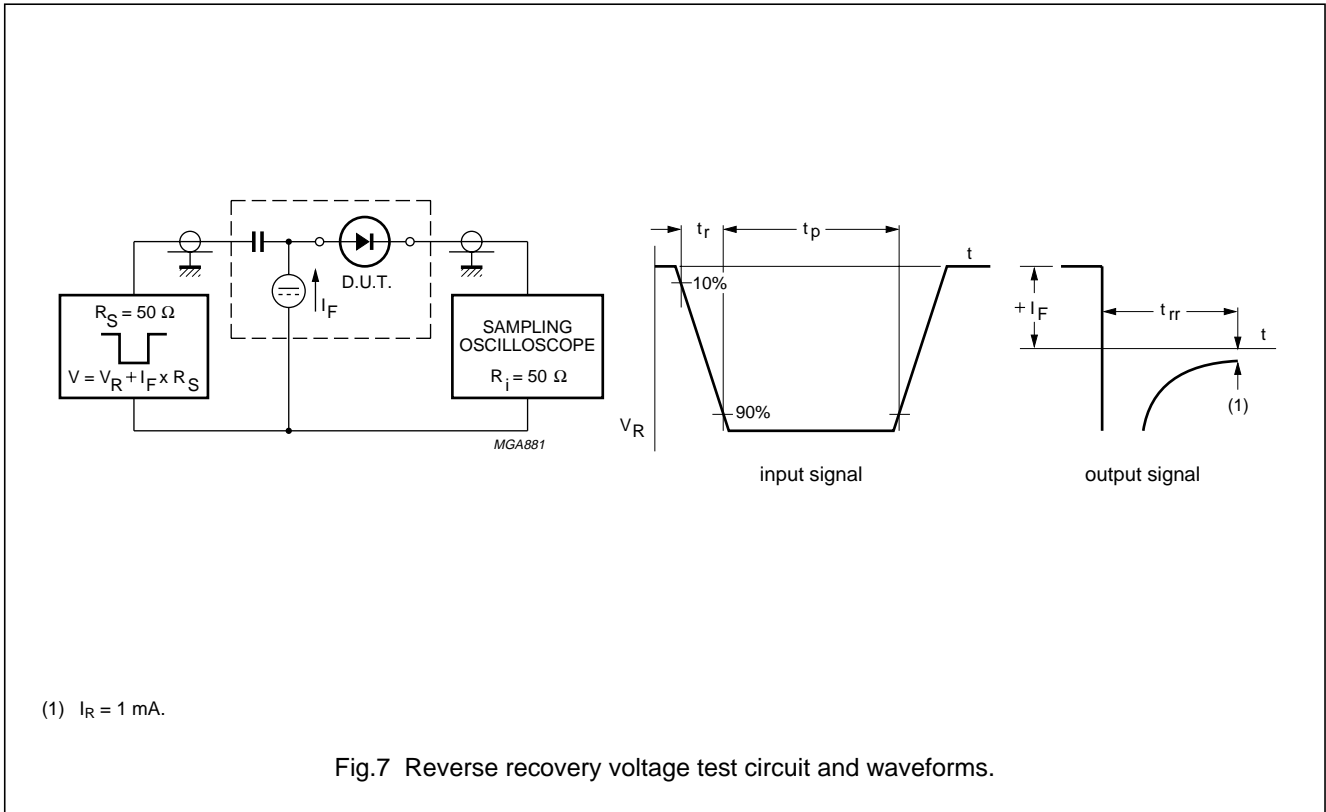 R_S = 50 Ω
V = V_R + I_F x R_S
I_F
D.U.T.
SAMPLING
OSCILLOSCOPE
R_i = 50 Ω
MGA881
t_r
t_p
t
10%
90%
V_R
input signal
+ I_F
t_rr
t
(1)
output signal
(1) I_R = 1 mA.
Fig.7 Reverse recovery voltage test circuit and waveforms.